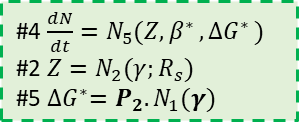 #4 dN/dt = N₅(Z, β*, ΔG*)
#2 Z = N₂(γ; Rₛ)
#5 ΔG*= P₂.N₁(γ)